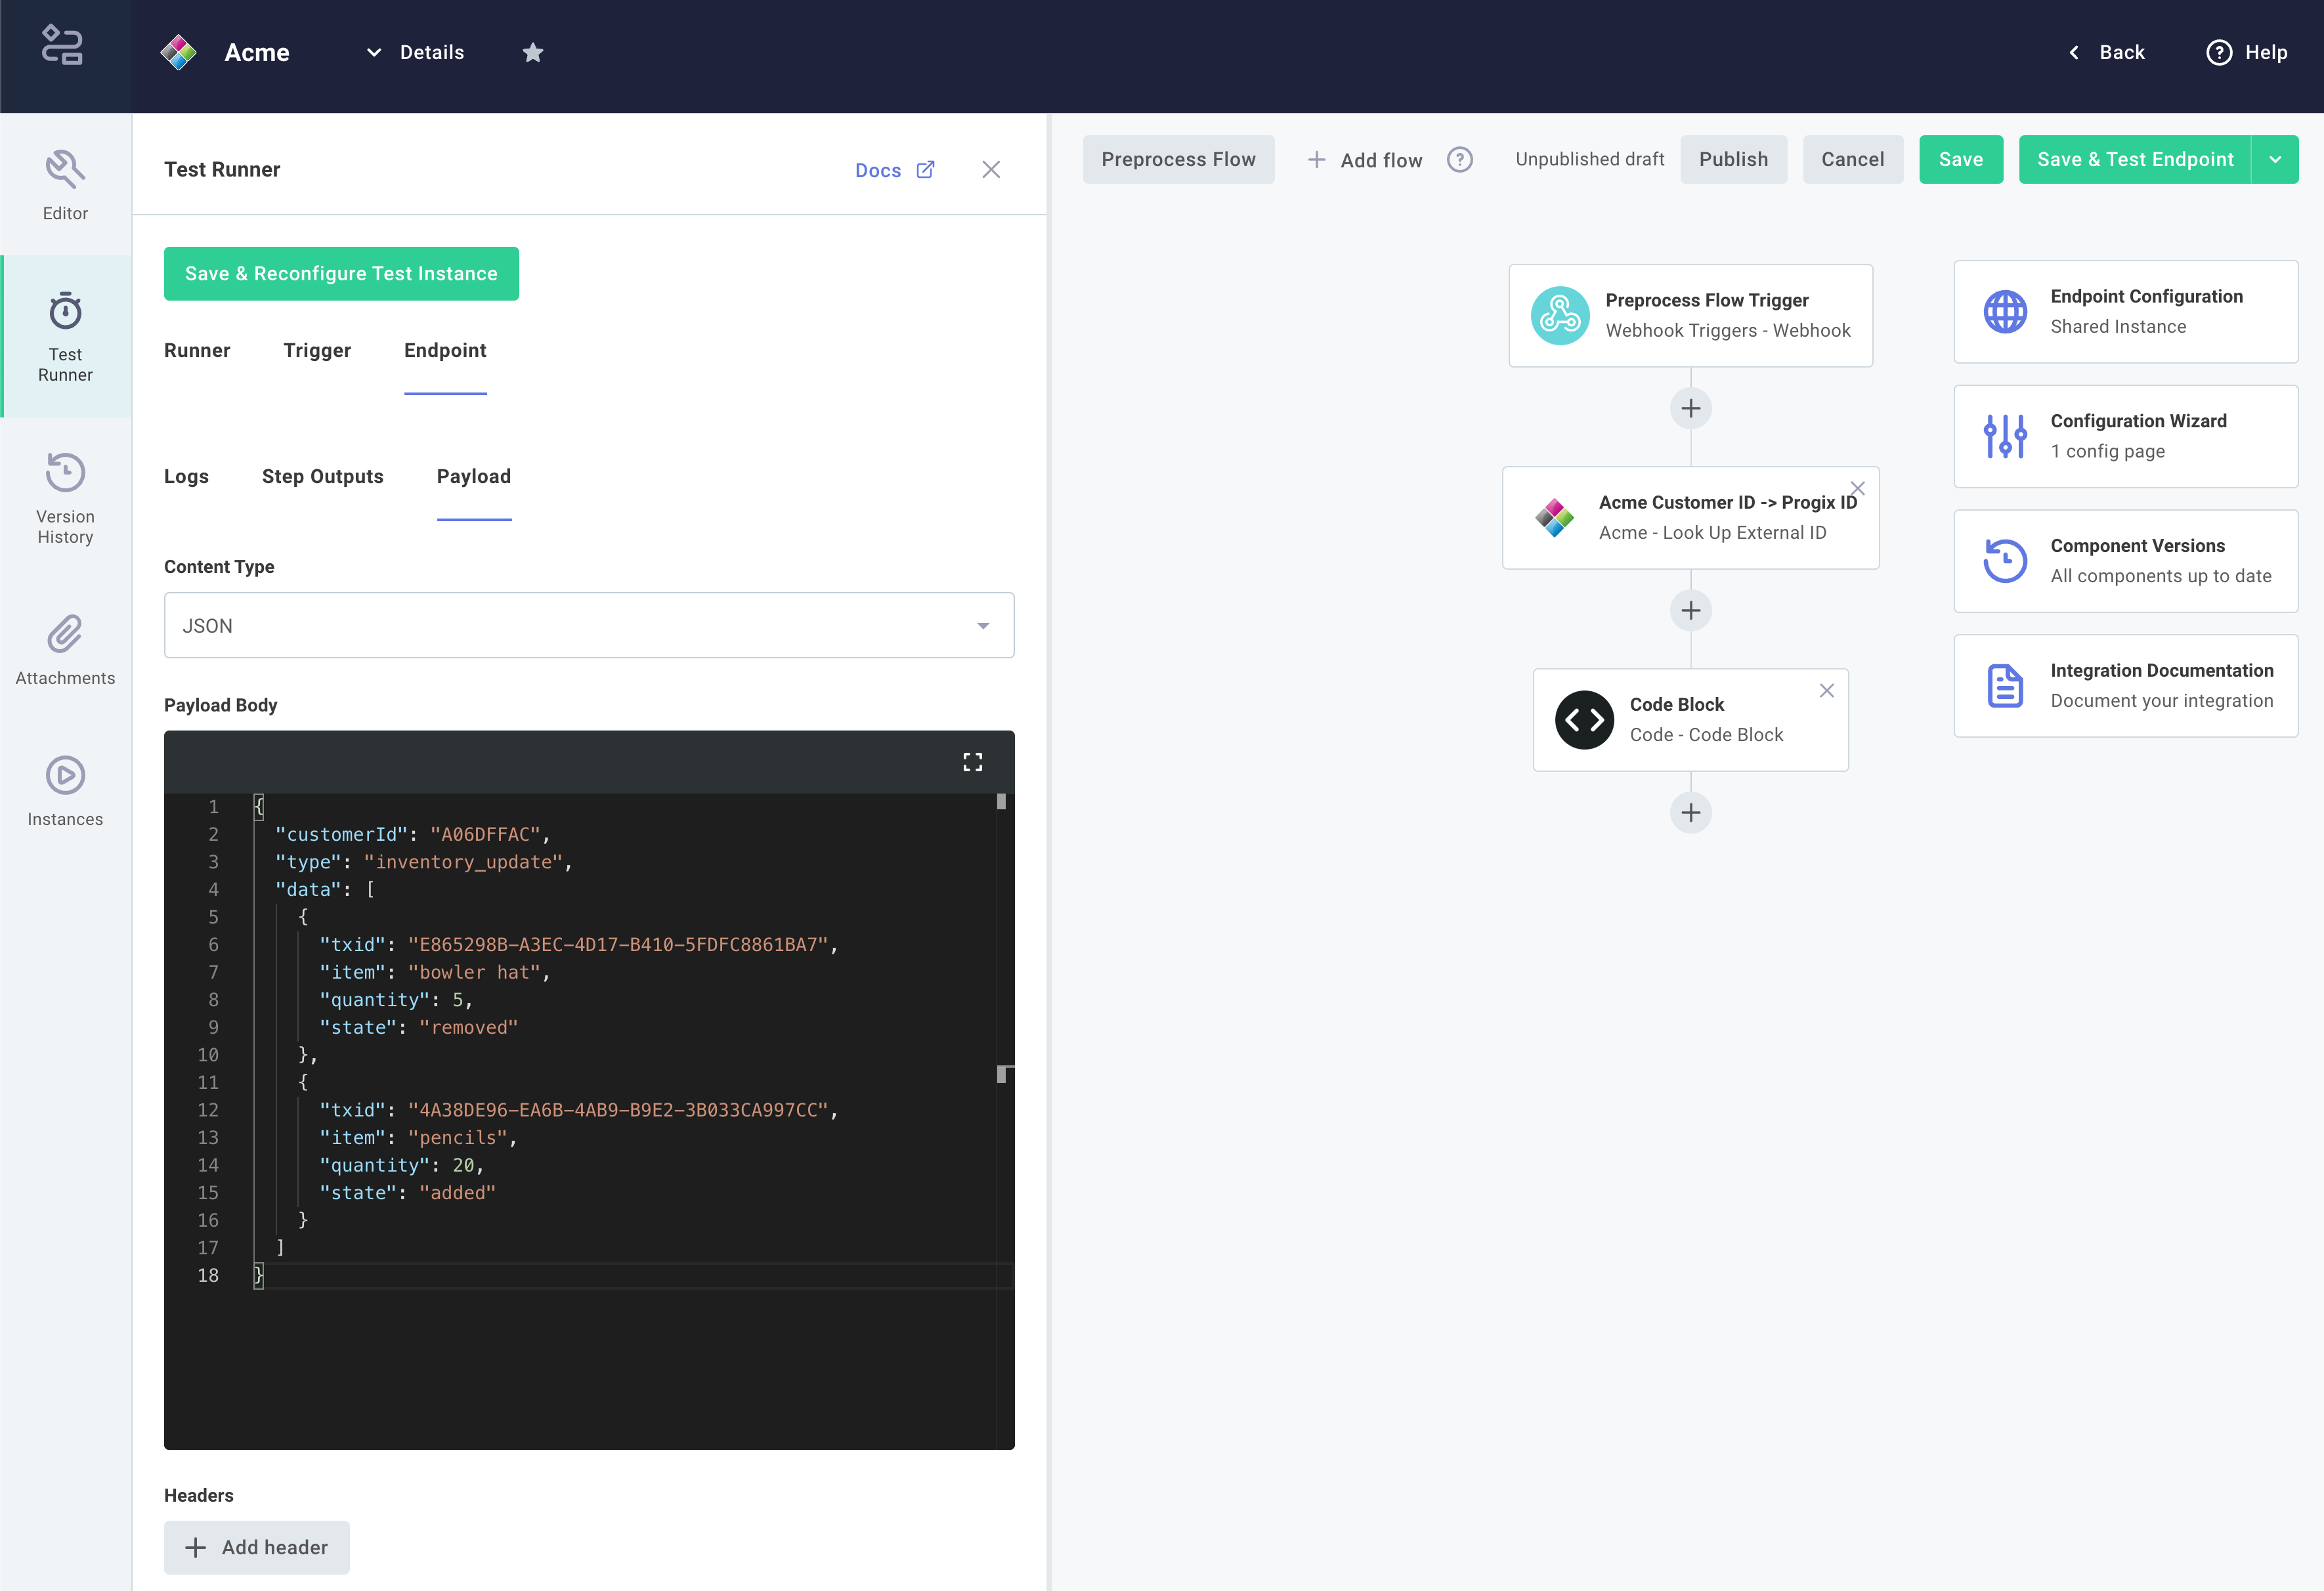 Acme
Details
Back
Help
Editor
Test
Runner
Version
History
Attachments
Instances
Test Runner
Docs
Save & Reconfigure Test Instance
Runner
Trigger
Endpoint
Logs
Step Outputs
Payload
Content Type
JSON
Payload Body
1 {
2 "customerId": "A06DFFAC",
3 "type": "inventory_update",
4 "data": [
5 {
6 "txid": "E865298B-A3EC-4D17-B410-5FDFC8861BA7",
7 "item": "bowler hat",
8 "quantity": 5,
9 "state": "removed"
10 },
11 {
12 "txid": "4A38DE96-EA6B-4AB9-B9E2-3B033CA997CC",
13 "item": "pencils",
14 "quantity": 20,
15 "state": "added"
16 }
17 ]
18 }
Headers
+ Add header
Preprocess Flow
+ Add flow
?
Unpublished draft
Publish
Cancel
Save
Save & Test Endpoint
Preprocess Flow Trigger
Webhook Triggers - Webhook
Acme Customer ID -> Progix ID
Acme - Look Up External ID
Code Block
Code - Code Block
Endpoint Configuration
Shared Instance
Configuration Wizard
1 config page
Component Versions
All components up to date
Integration Documentation
Document your integration